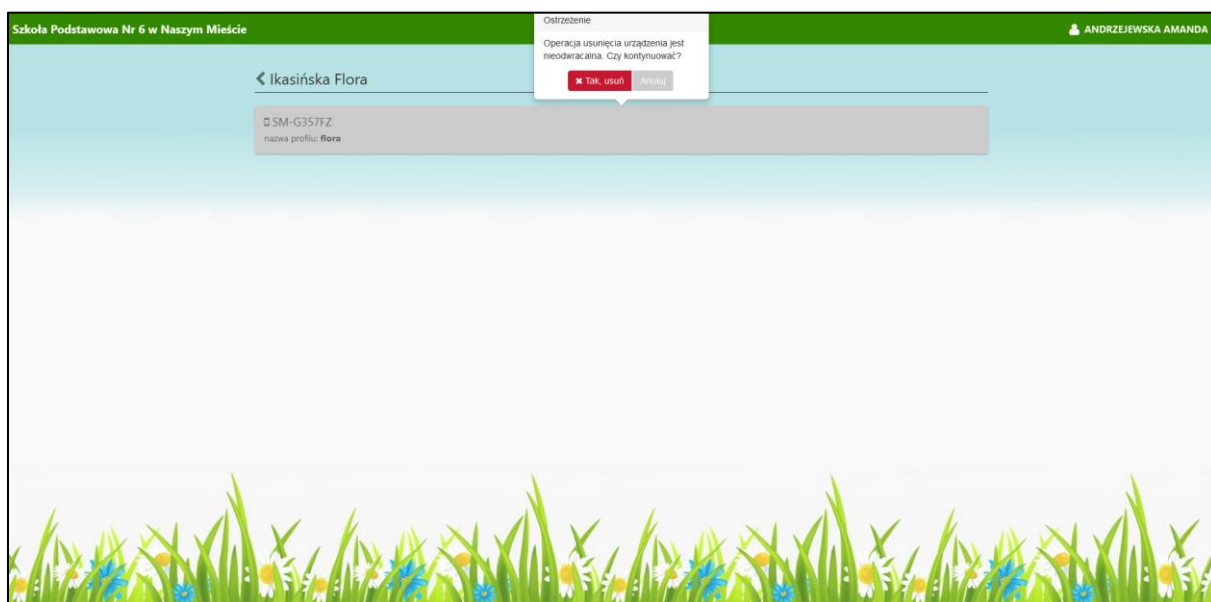 Szkoła Podstawowa Nr 6 w Naszym Mieście
ANDRZEJEWSKA AMANDA
Ostrzeżenie
Operacja usunięcia urządzenia jest
nieodwracalna. Czy kontynuować?
Tak, usuń
Anuluj
Ikasińska Flora
SM-G357FZ
nazwa profilu: flora